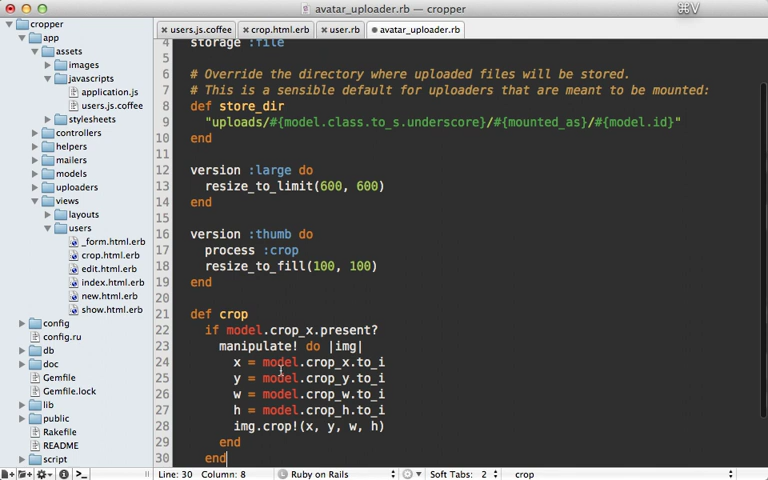 avatar_uploader.rb — cropper
⌘V
users.js.coffee
crop.html.erb
user.rb
avatar_uploader.rb
cropper
app
assets
images
javascripts
application.js
users.js.coffee
stylesheets
controllers
helpers
mailers
models
uploaders
views
layouts
users
_form.html.erb
crop.html.erb
edit.html.erb
index.html.erb
new.html.erb
show.html.erb
config
config.ru
db
doc
Gemfile
Gemfile.lock
lib
public
Rakefile
README
script
4 storage :file
5
6 # Override the directory where uploaded files will be stored.
7 # This is a sensible default for uploaders that are meant to be mounted:
8 def store_dir
9 "uploads/#{model.class.to_s.underscore}/#{mounted_as}/#{model.id}"
10 end
11
12 version :large do
13 resize_to_limit(600, 600)
14 end
15
16 version :thumb do
17 process :crop
18 resize_to_fill(100, 100)
19 end
20
21 def crop
22 if model.crop_x.present?
23 manipulate! do |img|
24 x = model.crop_x.to_i
25 y = model.crop_y.to_i
26 w = model.crop_w.to_i
27 h = model.crop_h.to_i
28 img.crop!(x, y, w, h)
29 end
30 end
Line: 30 Column: 8 Ruby on Rails Soft Tabs: 2 crop